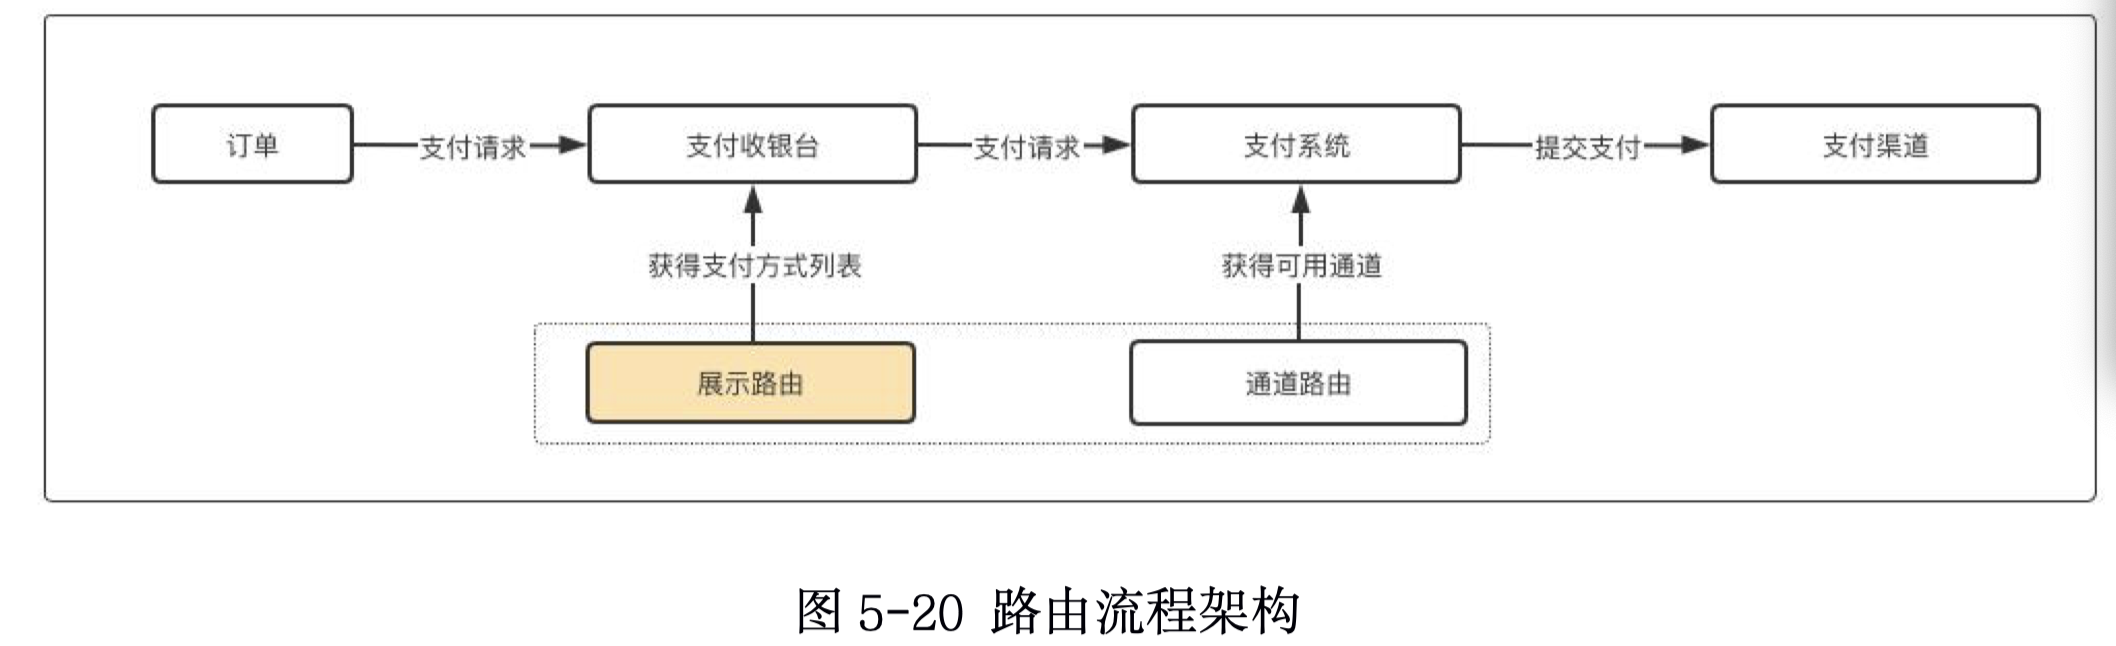 订单
支付请求
支付收银台
支付请求
支付系统
提交支付
支付渠道
获得支付方式列表
获得可用通道
展示路由
通道路由
图 5-20 路由流程架构